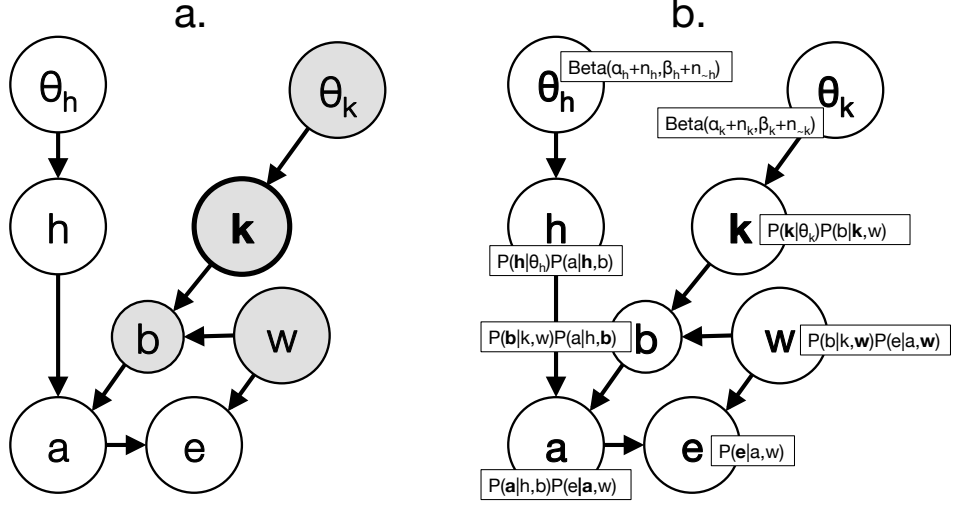 a.
b.
θh
θk
h
k
b
w
a
e
θh
Beta(αh+nh,βh+n~h)
θk
Beta(αk+nk,βk+n~k)
h
P(h|θh)P(a|h,b)
k
P(k|θk)P(b|k,w)
P(b|k,w)P(a|h,b)
b
w
P(b|k,w)P(e|a,w)
a
P(a|h,b)P(e|a,w)
e
P(e|a,w)